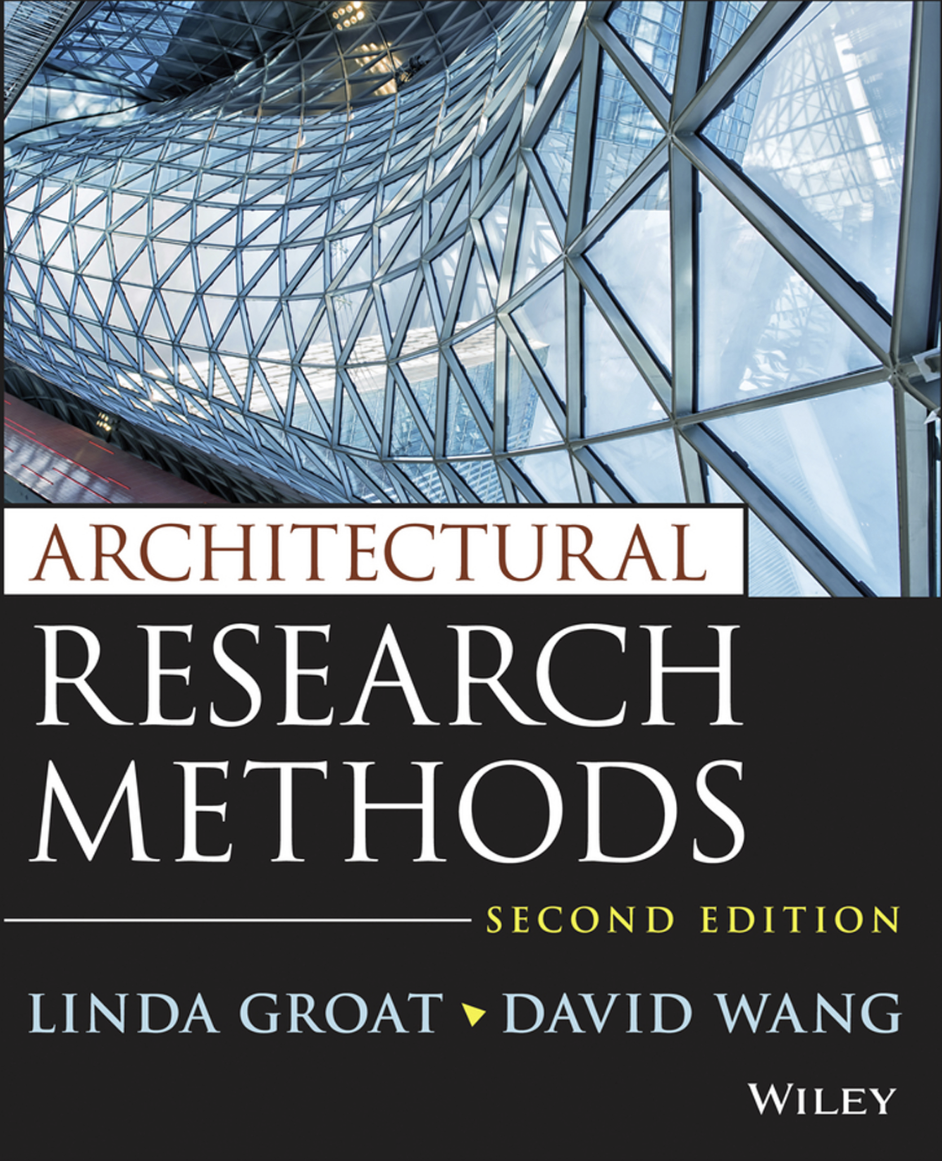 ARCHITECTURAL
RESEARCH
METHODS
SECOND EDITION
LINDA GROAT DAVID WANG
WILEY